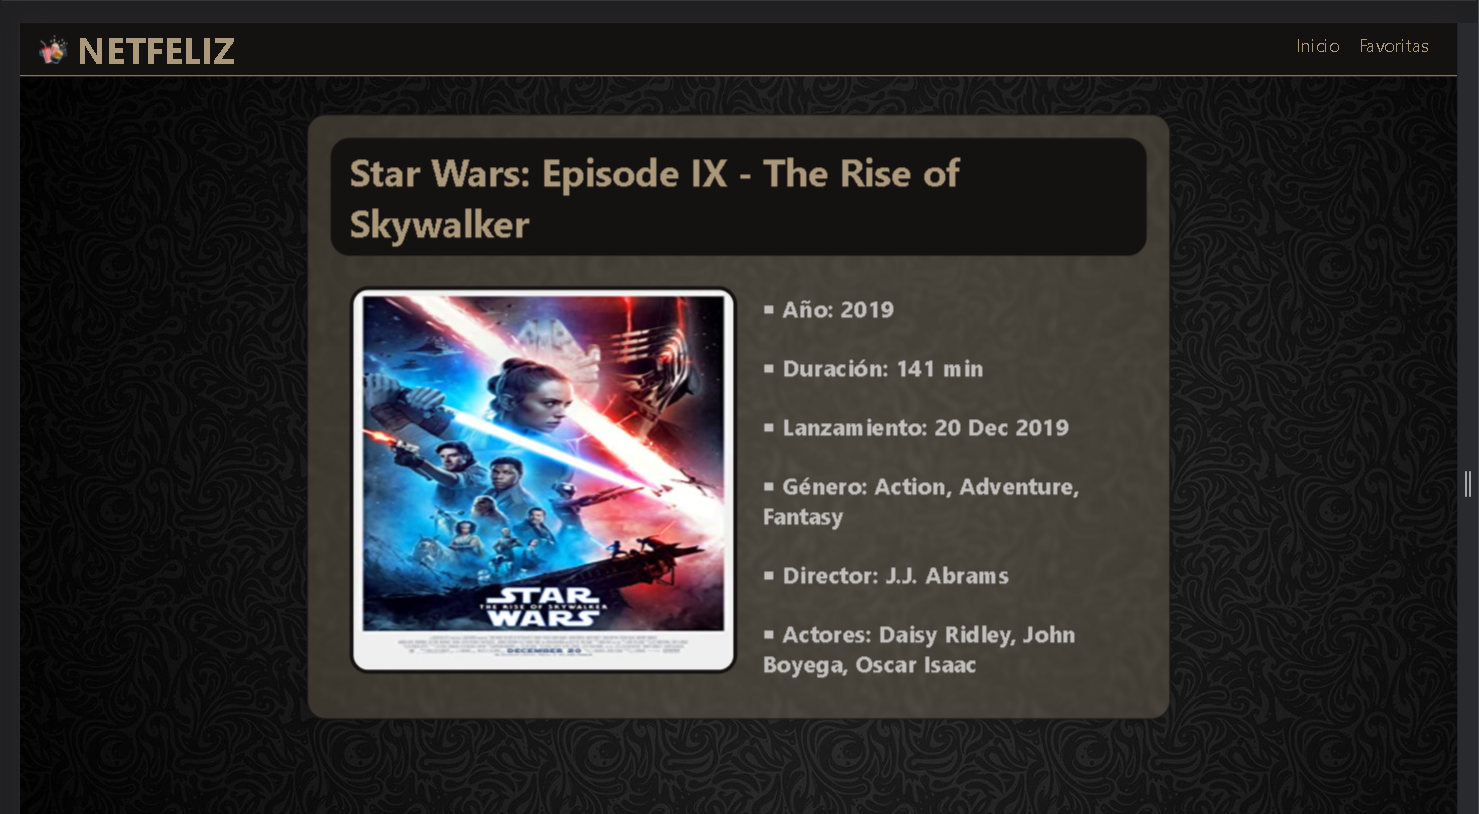 NETFELIZ
Inicio Favoritas
Star Wars: Episode IX - The Rise of
Skywalker
▪ Año: 2019
▪ Duración: 141 min
▪ Lanzamiento: 20 Dec 2019
▪ Género: Action, Adventure,
Fantasy
▪ Director: J.J. Abrams
▪ Actores: Daisy Ridley, John
Boyega, Oscar Isaac
STAR
THE RISE OF SKYWALKER
WARS
DECEMBER 20